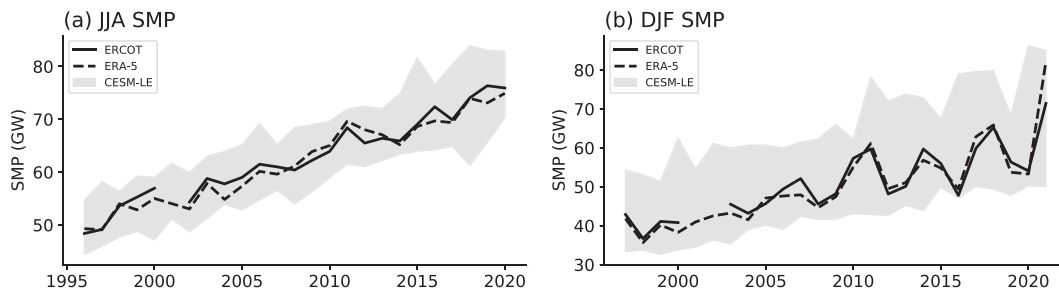 (a) JJA SMP
ERCOT
ERA-5
CESM-LE
SMP (GW)
80
70
60
50
1995
2000
2005
2010
2015
2020
(b) DJF SMP
ERCOT
ERA-5
CESM-LE
SMP (GW)
80
70
60
50
40
30
2000
2005
2010
2015
2020